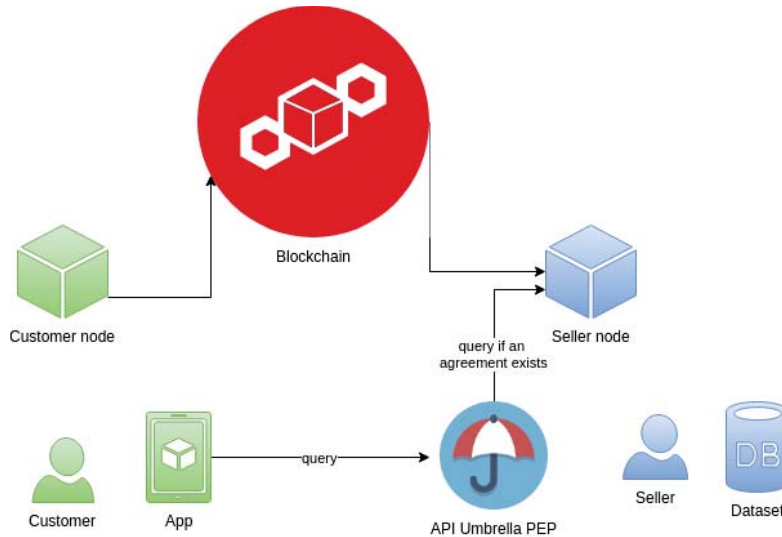 Blockchain
Customer node
Seller node
query if an
agreement exists
query
DB
Customer
App
API Umbrella PEP
Seller
Dataset